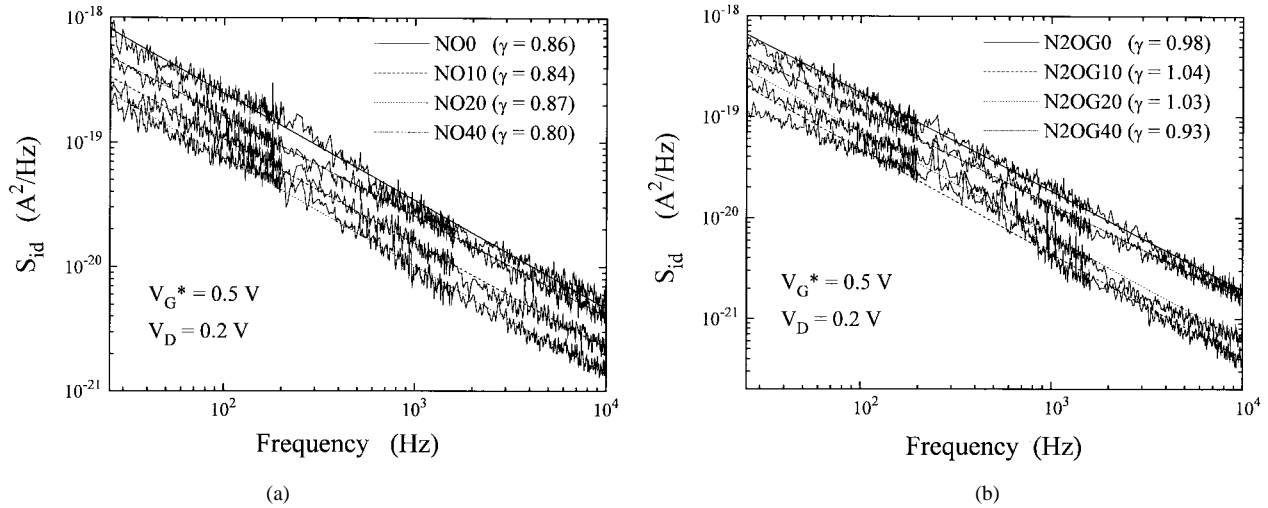 10^-18
10^-19
10^-20
10^-21
S_id (A^2/Hz)
NO0 (γ = 0.86)
NO10 (γ = 0.84)
NO20 (γ = 0.87)
NO40 (γ = 0.80)
V_G* = 0.5 V
V_D = 0.2 V
10^2 10^3 10^4
Frequency (Hz)
(a)
10^-18
10^-19
10^-20
10^-21
S_id (A^2/Hz)
N2OG0 (γ = 0.98)
N2OG10 (γ = 1.04)
N2OG20 (γ = 1.03)
N2OG40 (γ = 0.93)
V_G* = 0.5 V
V_D = 0.2 V
10^2 10^3 10^4
Frequency (Hz)
(b)